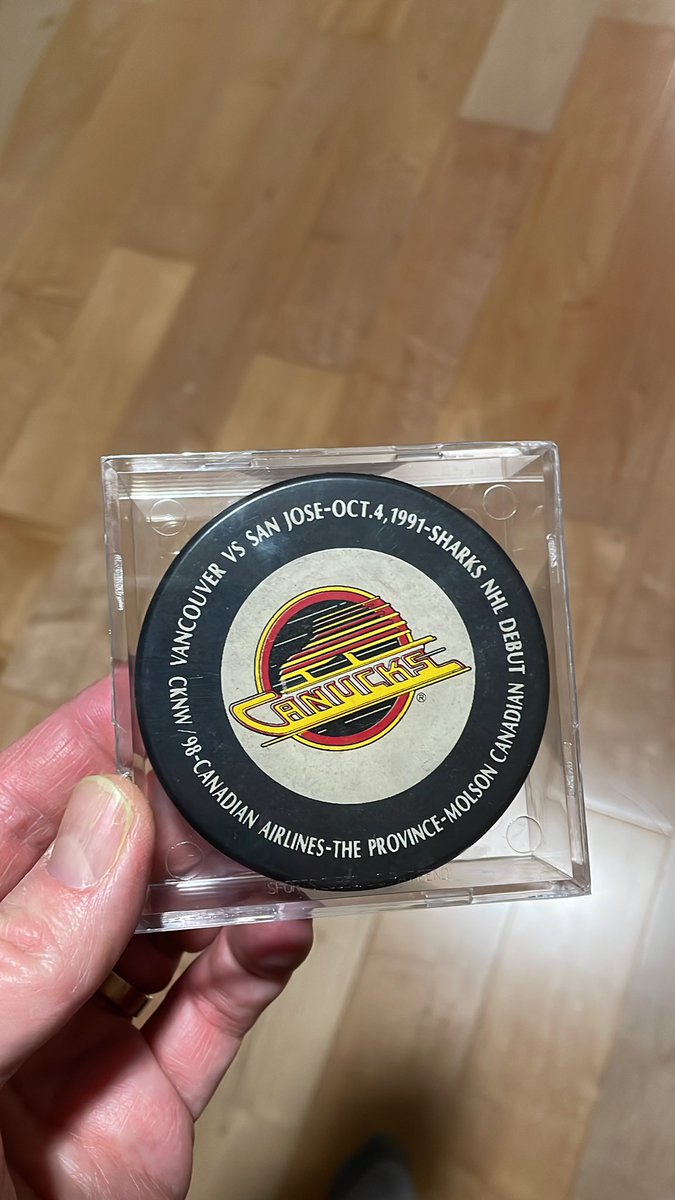 VANCOUVER VS SAN JOSE-OCT.4,1991-SHARKS NHL DEBUT
CKNW/98-CANADIAN AIRLINES-THE PROVINCE-MOLSON CANADIAN
CANUCKS
®